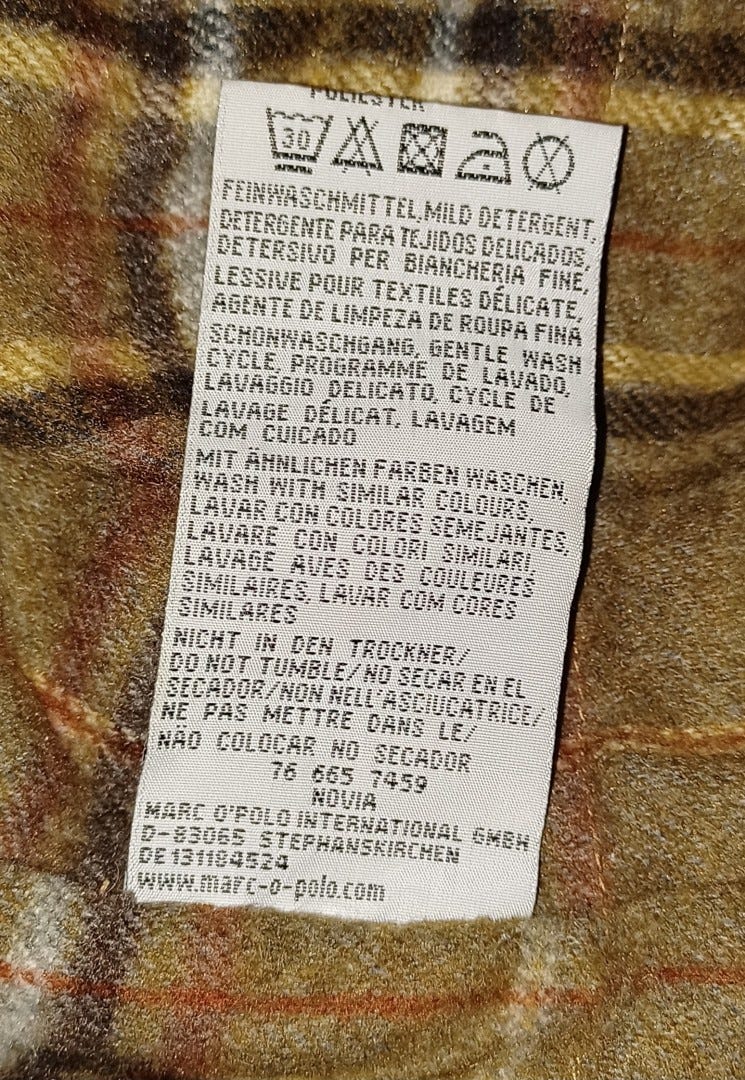 POLIESTER
30
FEINWASCHMITTEL,MILD DETERGENT,
DETERGENTE PARA TEJIDOS DELICADOS,
DETERSIVO PER BIANCHERIA FINE,
LESSIVE POUR TEXTILES DÉLICATE,
AGENTE DE LIMPEZA DE ROUPA FINA
SCHONWASCHGANG, GENTLE WASH
CYCLE, PROGRAMME DE LAVADO,
LAVAGGIO DELICATO, CYCLE DE
LAVAGE DÉLICAT, LAVAGEM
COM CUICADO
MIT ÄHNLICHEN FARBEN WASCHEN,
WASH WITH SIMILAR COLOURS,
LAVAR CON COLORES SEMEJANTES,
LAVARE CON COLORI SIMILARI,
LAVAGE AVES DES COULEURES
SIMILAIRES, LAVAR COM CORES
SIMILARES
NICHT IN DEN TROCKNER/
DO NOT TUMBLE/NO SECAR EN EL
SECADOR/NON NELL'ASCIUCATRICE/
NE PAS METTRE DANS LE/
NÃO COLOCAR NO SECADOR
76 665 7459
NOVIA
MARC O'POLO INTERNATIONAL GMBH
D-83065 STEPHANSKIRCHEN
DE131184524
www.marc-o-polo.com